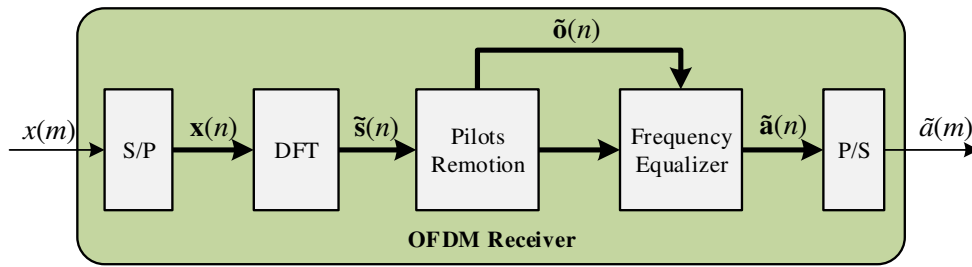 õ(n)
x(m)
S/P
x(n)
DFT
s̃(n)
Pilots
Remotion
Frequency
Equalizer
ã(n)
P/S
ã(m)
OFDM Receiver